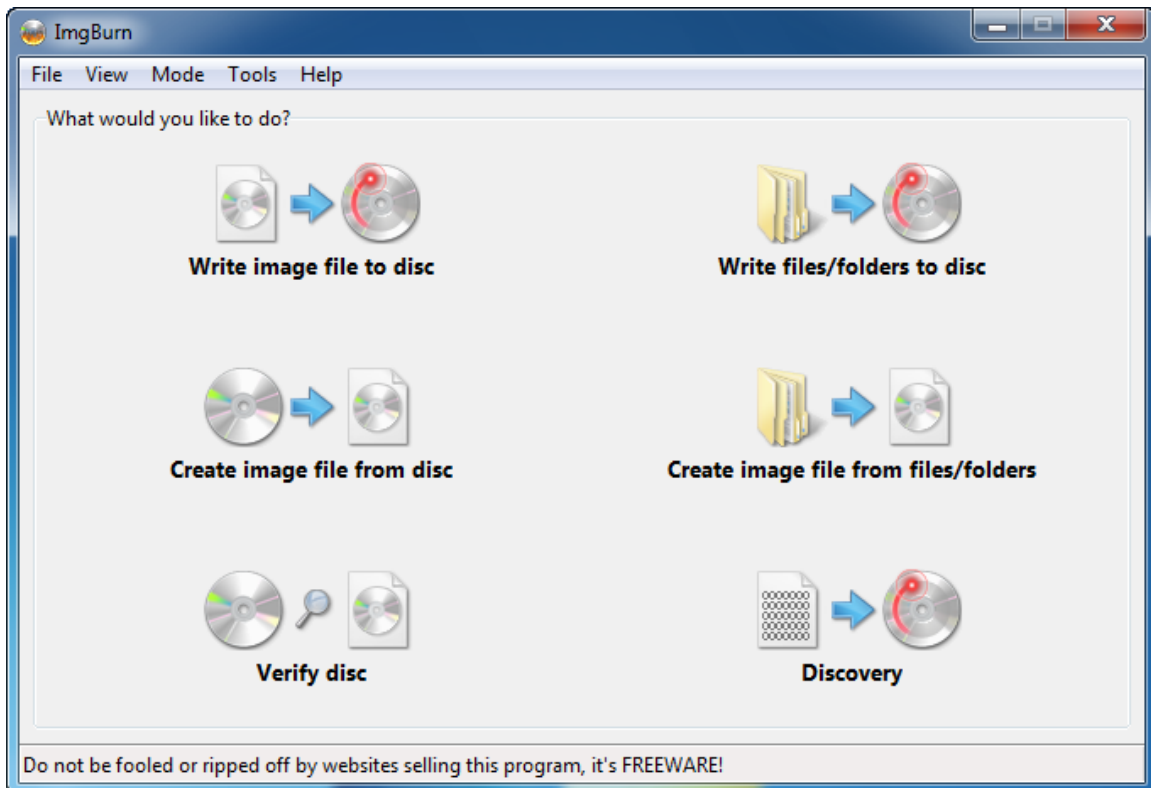 ImgBurn
File View Mode Tools Help
What would you like to do?
Write image file to disc
Write files/folders to disc
Create image file from disc
Create image file from files/folders
Verify disc
Discovery
Do not be fooled or ripped off by websites selling this program, it's FREEWARE!